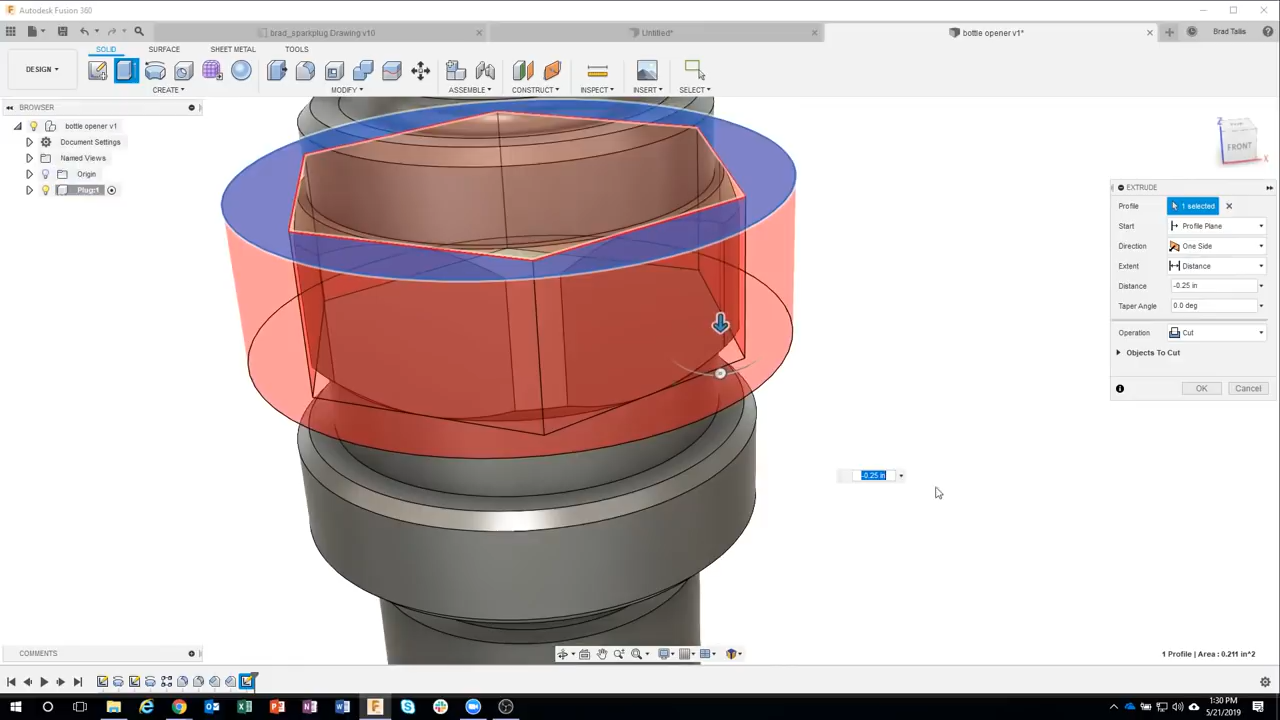 Autodesk Fusion 360
brad_sparkplug Drawing v10
Untitled*
bottle opener v1*
Brad Tallis
SOLID SURFACE SHEET METAL TOOLS
DESIGN
CREATE MODIFY ASSEMBLE CONSTRUCT INSPECT INSERT SELECT
BROWSER
bottle opener v1
Document Settings
Named Views
Origin
Plug:1
Z
TOP
FRONT
X
EXTRUDE
Profile 1 selected
Start Profile Plane
Direction One Side
Extent Distance
Distance -0.25 in
Taper Angle 0.0 deg
Operation Cut
Objects To Cut
OK Cancel
-0.25 in
COMMENTS
1 Profile | Area : 0.211 in^2
1:30 PM
5/21/2019